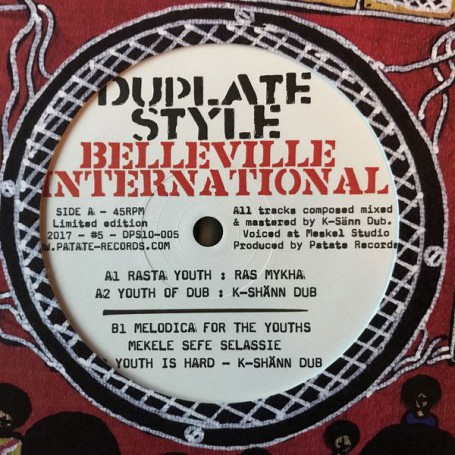 DUPLATE
STYLE
BELLEVILLE
INTERNATIONAL
SIDE A - 45RPM
Limited edition
2017 - #5 - DPS10-005
W.PATATE-RECORDS.COM
All tracks composed mixed
& mastered by K-Sänn Dub.
Voiced at Meskel Studio
Produced by Patate Records
A1 RASTA YOUTH : RAS MYKHA
A2 YOUTH OF DUB : K-SHÄNN DUB
B1 MELODICA FOR THE YOUTHS
MEKELE SEFE SELASSIE
YOUTH IS HARD - K-SHÄNN DUB